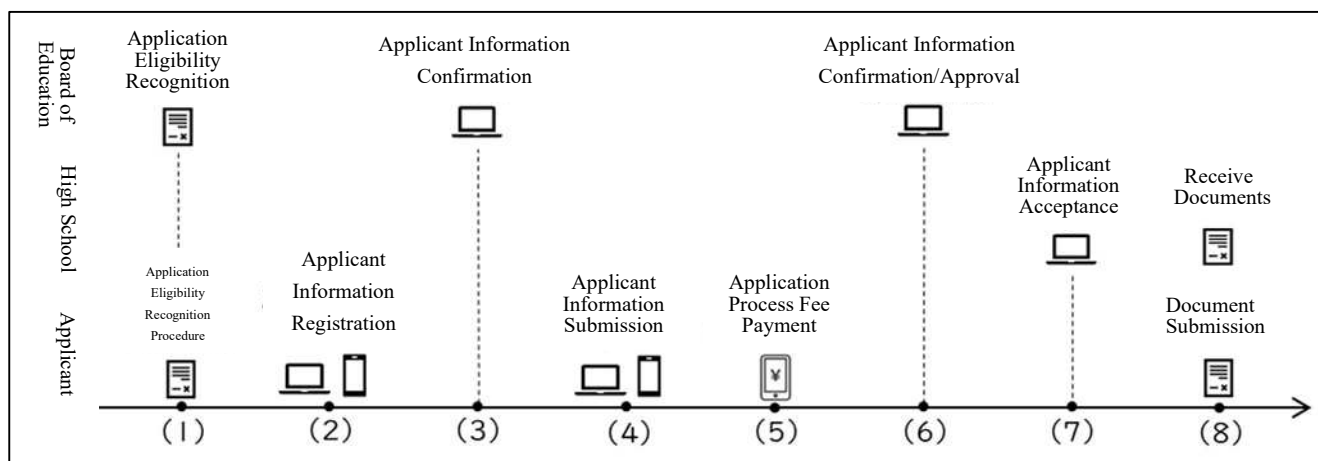 Board of
Education
High School
Applicant
Application
Eligibility
Recognition
Applicant Information
Confirmation
Applicant Information
Confirmation/Approval
Applicant
Information
Acceptance
Receive
Documents
Application
Eligibility
Recognition
Procedure
Applicant
Information
Registration
Applicant
Information
Submission
Application
Process Fee
Payment
¥
Document
Submission
(1) (2) (3) (4) (5) (6) (7) (8)